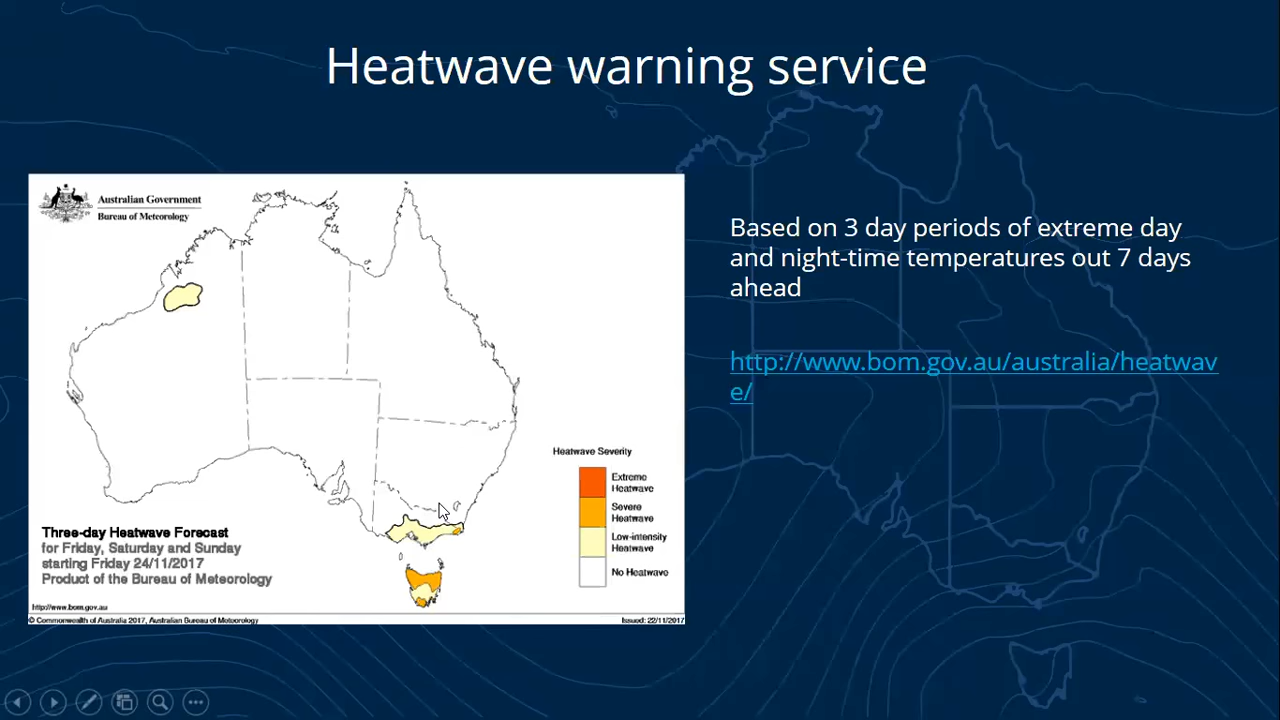 Heatwave warning service
Australian Government
Bureau of Meteorology
Based on 3 day periods of extreme day
and night-time temperatures out 7 days
ahead
http://www.bom.gov.au/australia/heatwav
e/
Heatwave Severity
Extreme
Heatwave
Severe
Heatwave
Low-intensity
Heatwave
No Heatwave
Three-day Heatwave Forecast
for Friday, Saturday and Sunday
starting Friday 24/11/2017
Product of the Bureau of Meteorology
http://www.bom.gov.au
© Commonwealth of Australia 2017, Australian Bureau of Meteorology
Issued: 22/11/2017